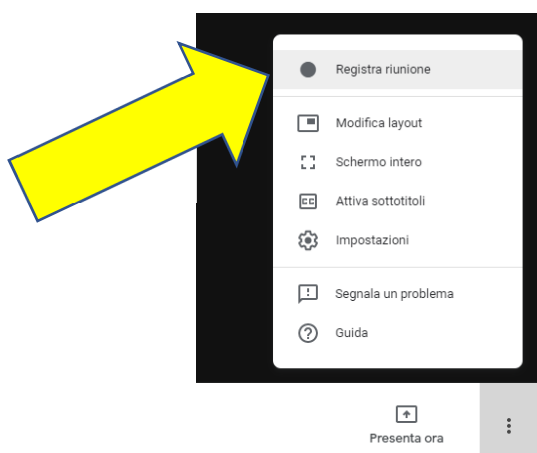 Registra riunione
Modifica layout
Schermo intero
Attiva sottotitoli
Impostazioni
Segnala un problema
Guida
Presenta ora